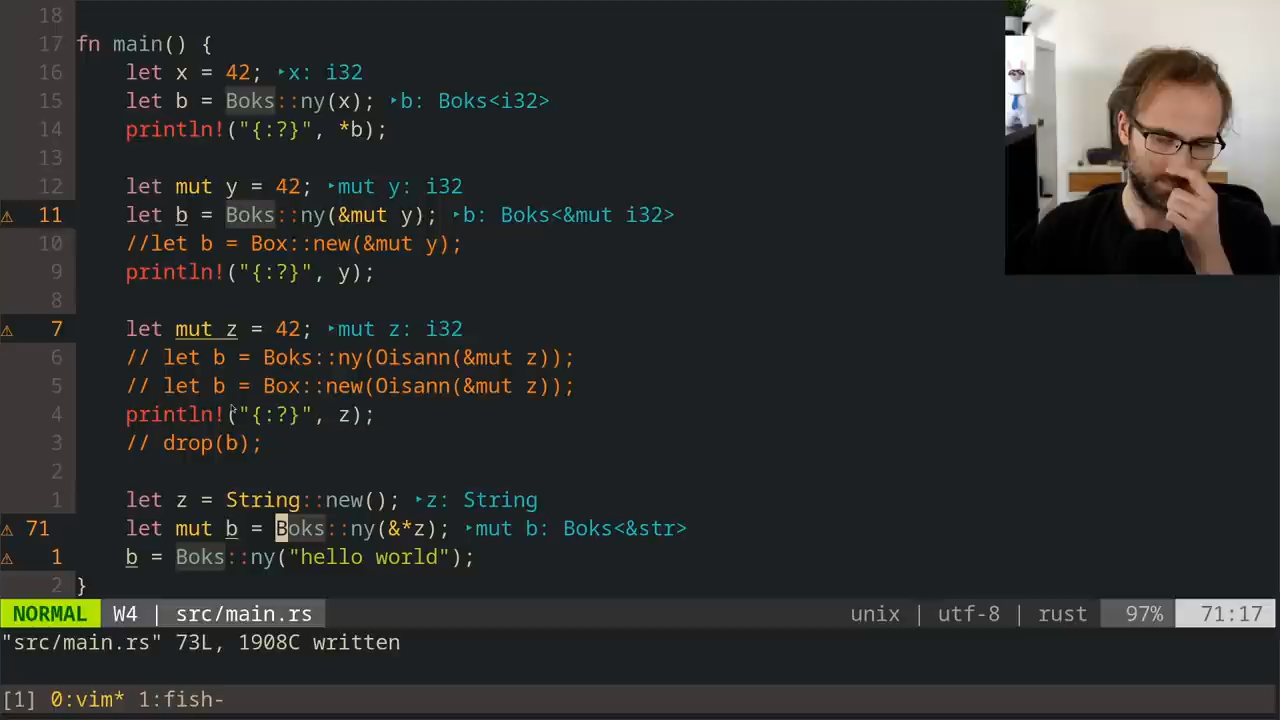 18
17 fn main() {
16 let x = 42; ‣x: i32
15 let b = Boks::ny(x); ‣b: Boks<i32>
14 println!("{:?}", *b);
13
12 let mut y = 42; ‣mut y: i32
⚠ 11 let b = Boks::ny(&mut y); ‣b: Boks<&mut i32>
10 //let b = Box::new(&mut y);
9 println!("{:?}", y);
8
⚠ 7 let mut z = 42; ‣mut z: i32
6 // let b = Boks::ny(Oisann(&mut z));
5 // let b = Box::new(Oisann(&mut z));
4 println!("{:?}", z);
3 // drop(b);
2
1 let z = String::new(); ‣z: String
⚠ 71 let mut b = Boks::ny(&*z); ‣mut b: Boks<&str>
⚠ 1 b = Boks::ny("hello world");
2 }
NORMAL W4 | src/main.rs unix | utf-8 | rust 97% 71:17
"src/main.rs" 73L, 1908C written
[1] 0:vim* 1:fish-